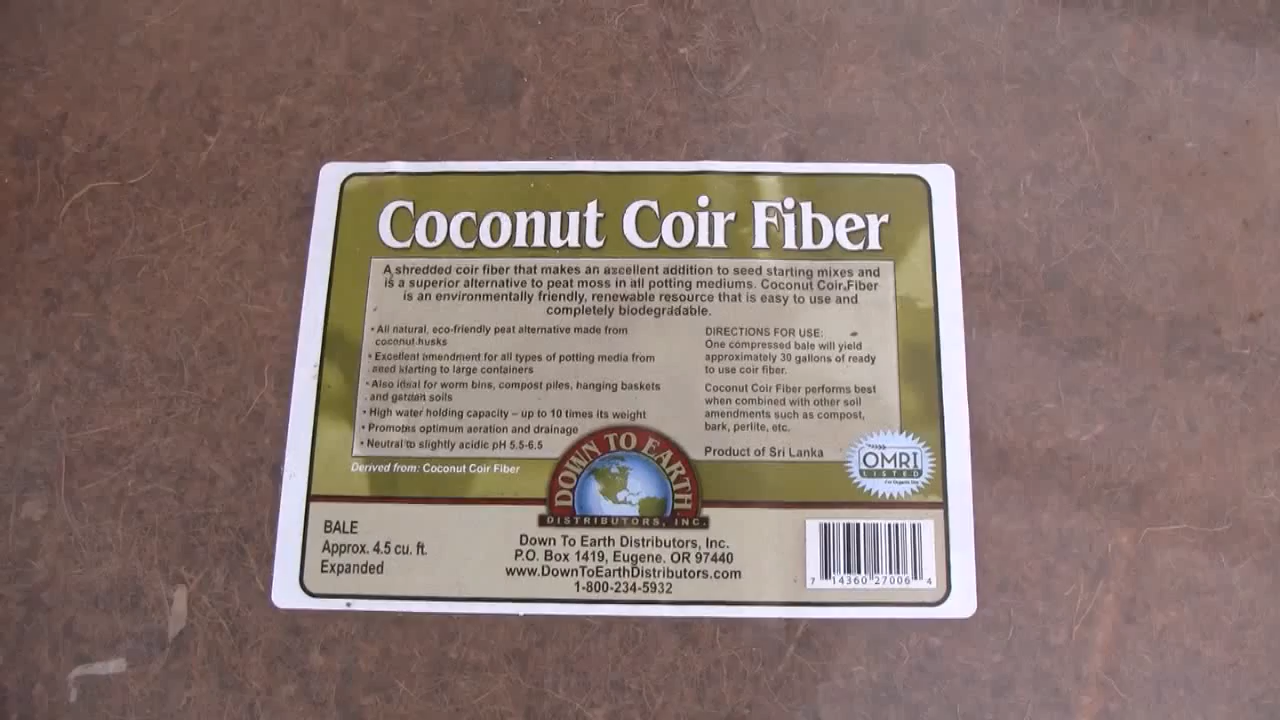 Coconut Coir Fiber
A shredded coir fiber that makes an excellent addition to seed starting mixes and
is a superior alternative to peat moss in all potting mediums. Coconut Coir Fiber
is an environmentally friendly, renewable resource that is easy to use and
completely biodegradable.
• All natural, eco-friendly peat alternative made from
coconut husks
• Excellent amendment for all types of potting media from
seed starting to large containers
• Also ideal for worm bins, compost piles, hanging baskets
and garden soils
• High water holding capacity – up to 10 times its weight
• Promotes optimum aeration and drainage
• Neutral to slightly acidic pH 5.5-6.5
Derived from: Coconut Coir Fiber
DIRECTIONS FOR USE:
One compressed bale will yield
approximately 30 gallons of ready
to use coir fiber.
Coconut Coir Fiber performs best
when combined with other soil
amendments such as compost,
bark, perlite, etc.
Product of Sri Lanka
OMRI
LISTED
For Organic Use
DOWN TO EARTH
DISTRIBUTORS, INC.
BALE
Approx. 4.5 cu. ft.
Expanded
Down To Earth Distributors, Inc.
P.O. Box 1419, Eugene, OR 97440
www.DownToEarthDistributors.com
1-800-234-5932
7 14360 27006 4